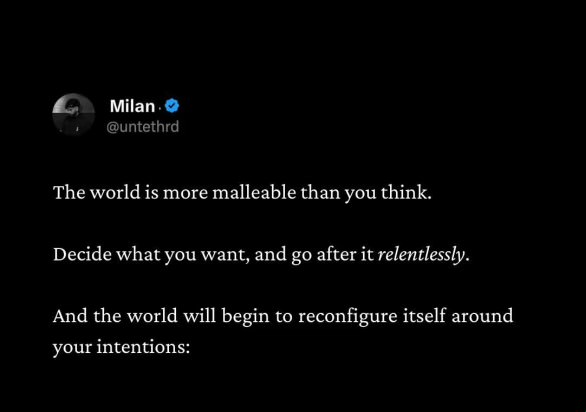 Milan
@untethrd
The world is more malleable than you think.
Decide what you want, and go after it relentlessly.
And the world will begin to reconfigure itself around
your intentions: